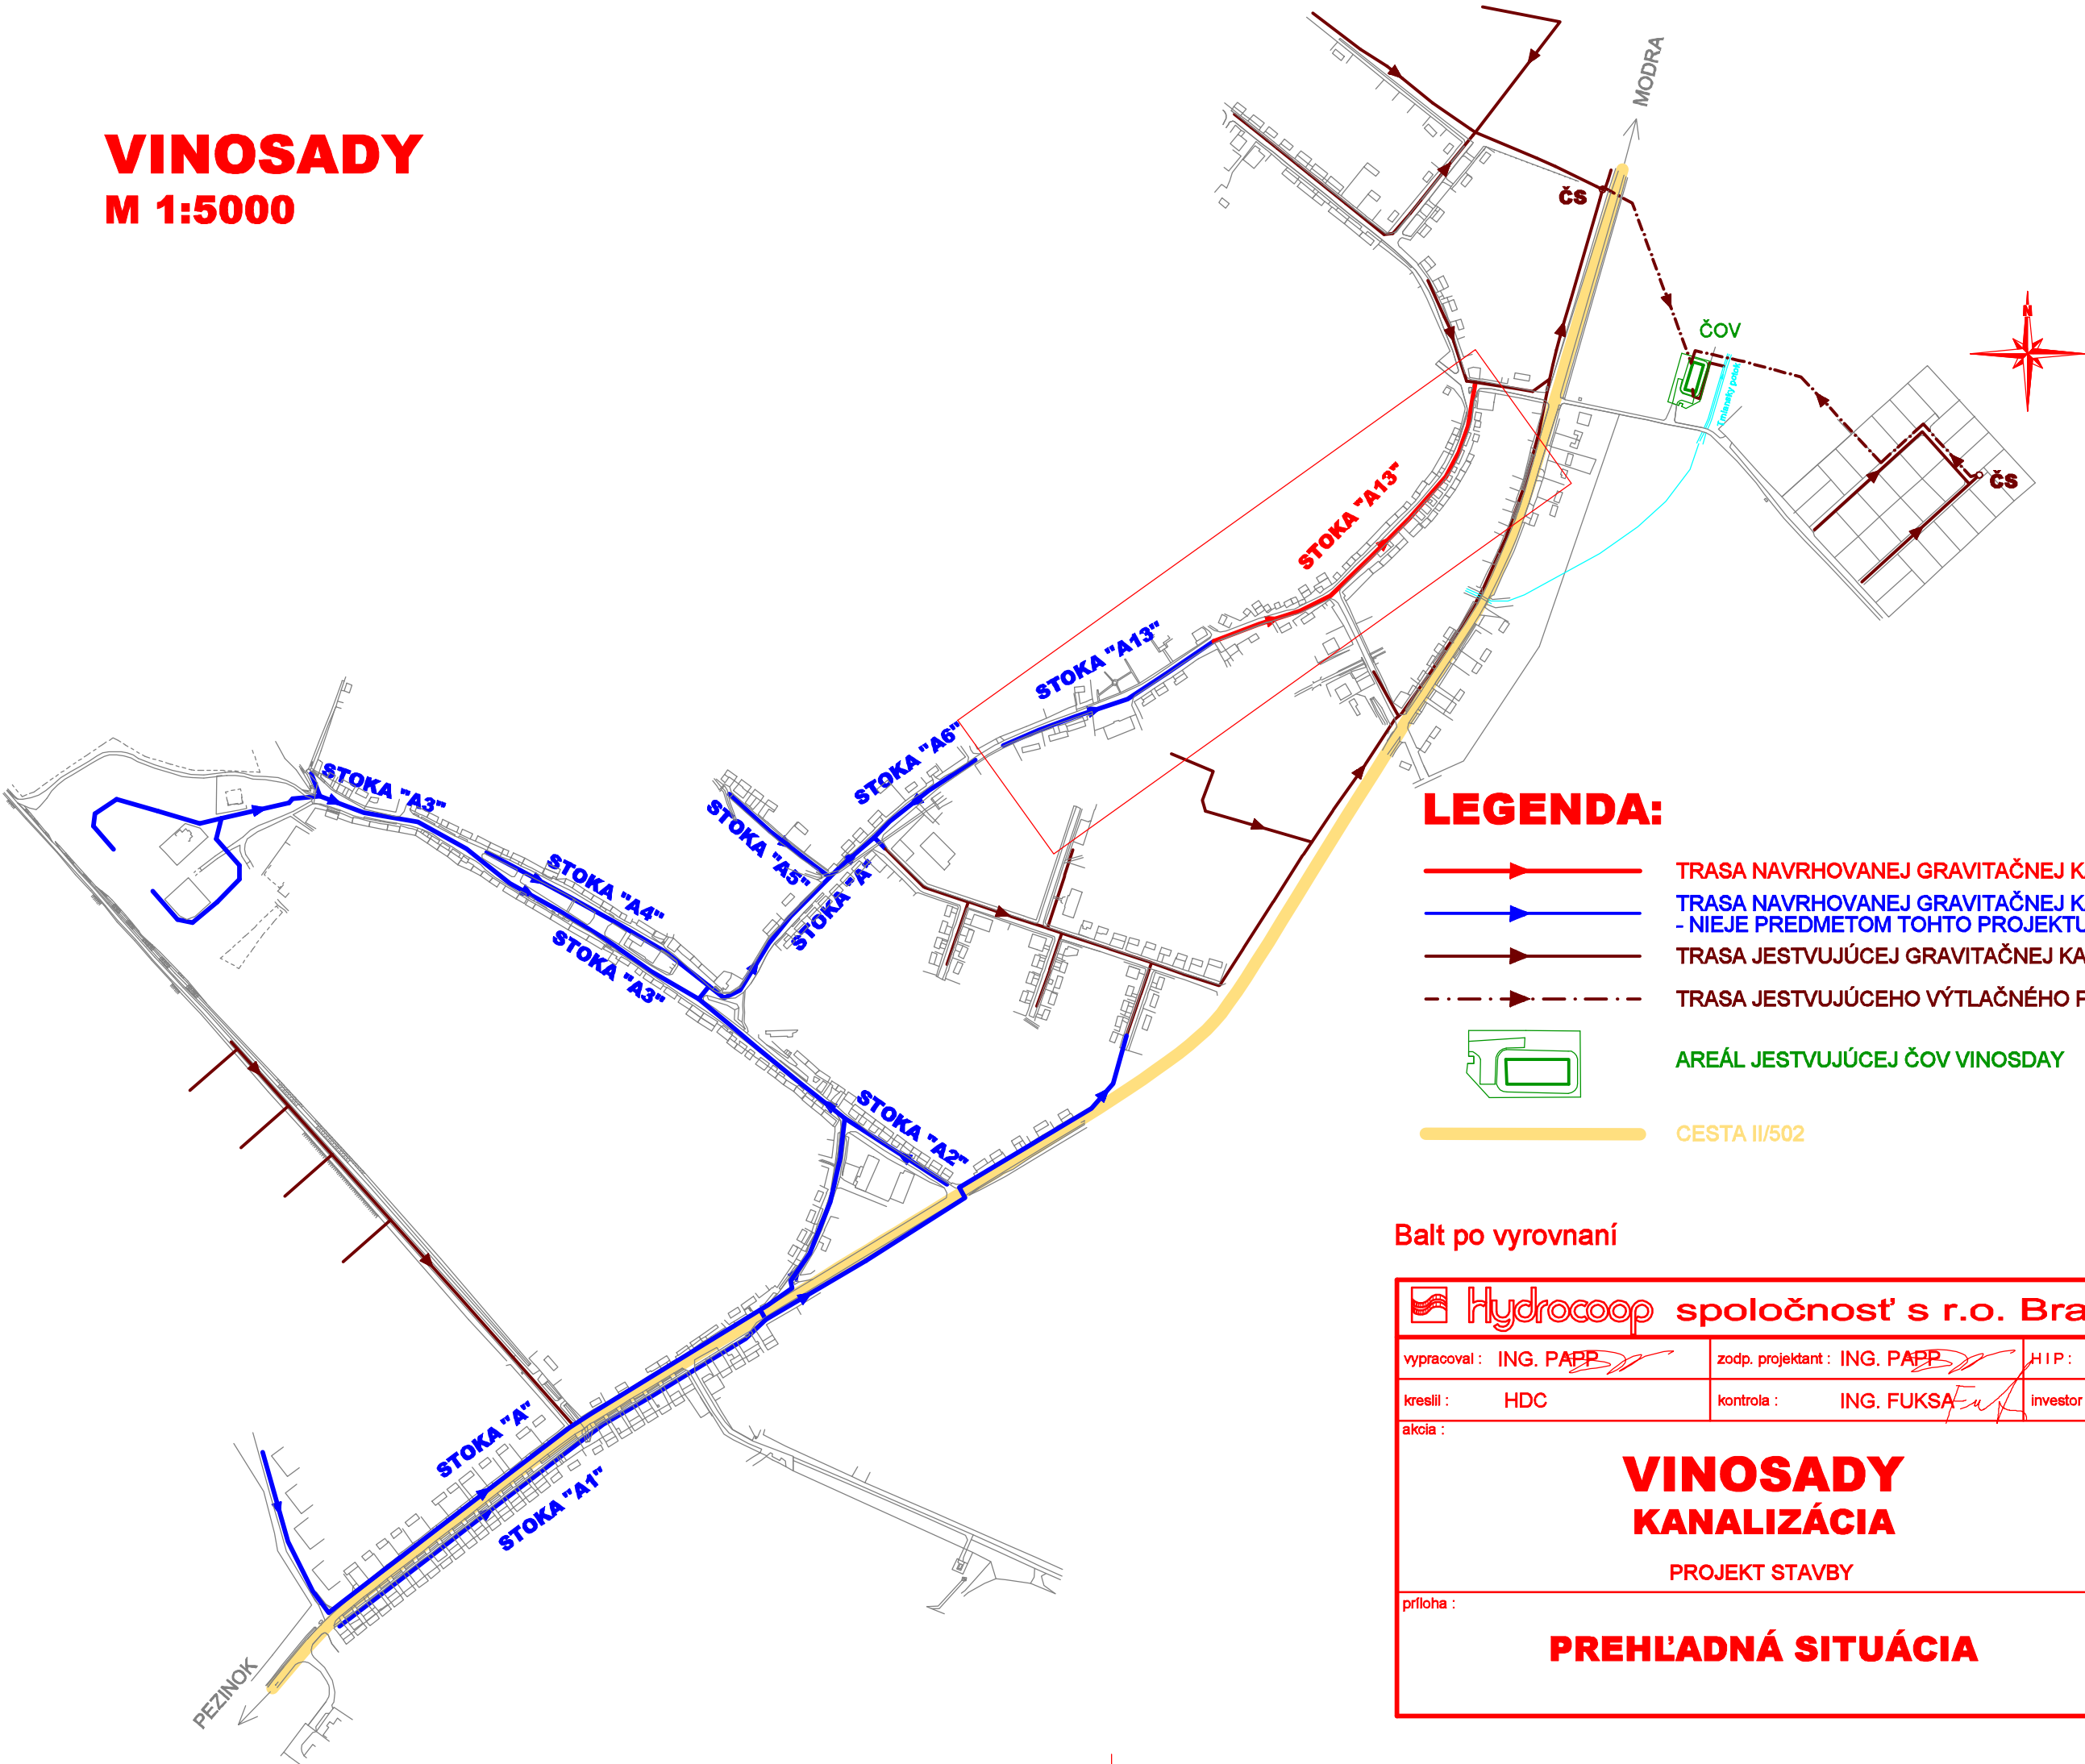 VINOSADY
M 1:5000
MODRA
ČS
ČOV
N
ČS
STOKA "A13"
STOKA "A13"
STOKA "A6"
STOKA "A3"
STOKA "A5"
STOKA "A4"
STOKA "A"
STOKA "A3"
STOKA "A2"
STOKA "A"
STOKA "A1"
PEZINOK
LEGENDA:
TRASA NAVRHOVANEJ GRAVITAČNEJ
TRASA NAVRHOVANEJ GRAVITAČNEJ
- NIEJE PREDMETOM TOHTO PROJEKTU
TRASA JESTVUJÚCEJ GRAVITAČNEJ KA
TRASA JESTVUJÚCEHO VÝTLAČNÉHO
AREÁL JESTVUJÚCEJ ČOV VINOSDAY
CESTA II/502
Balt po vyrovnaní
Hydrocoop spoločnosť s r.o. Bra
vypracoval : ING. PAPP zodp. projektant : ING. PAPP H I P :
kreslil : HDC kontrola : ING. FUKSA investor
akcia :
VINOSADY
KANALIZÁCIA
PROJEKT STAVBY
príloha :
PREHĽADNÁ SITUÁCIA